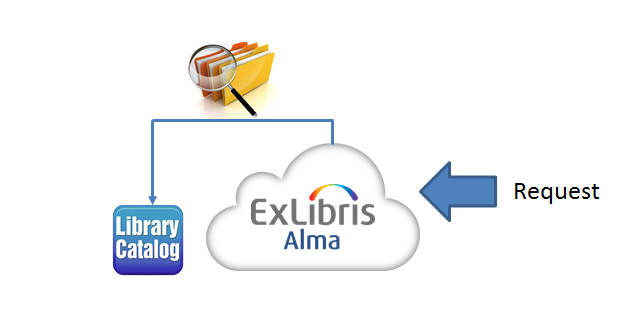 Library
Catalog
ExLibris
Alma
Request